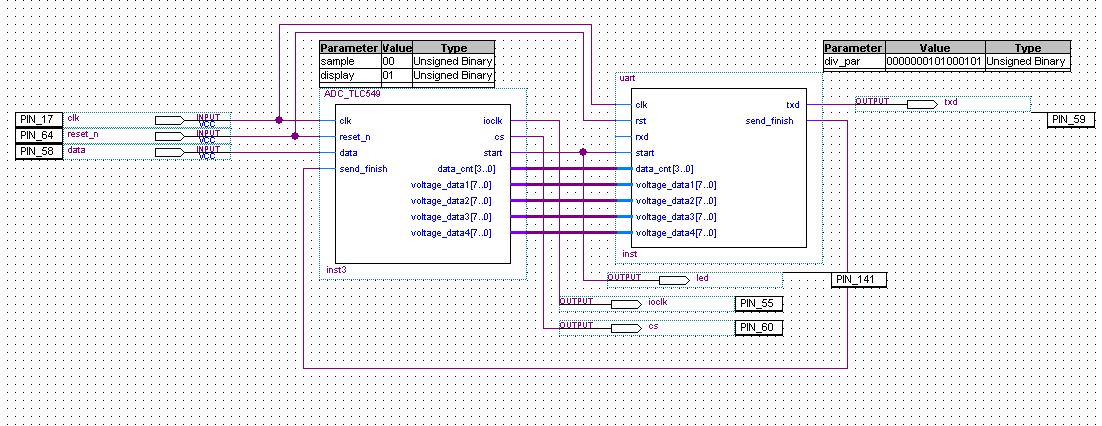 Parameter Value Type
sample 00 Unsigned Binary
display 01 Unsigned Binary
Parameter Value Type
div_par 0000000101000101 Unsigned Binary
ADC_TLC549
uart
PIN_17 clk INPUT VCC
PIN_64 reset_n INPUT VCC
PIN_58 data INPUT VCC
clk ioclk
reset_n cs
data start
send_finish data_cnt[3..0]
voltage_data1[7..0]
voltage_data2[7..0]
voltage_data3[7..0]
voltage_data4[7..0]
inst3
clk txd
rst send_finish
rxd
start
data_cnt[3..0]
voltage_data1[7..0]
voltage_data2[7..0]
voltage_data3[7..0]
voltage_data4[7..0]
inst
OUTPUT txd
PIN_59
OUTPUT led PIN_141
OUTPUT ioclk PIN_55
OUTPUT cs PIN_60